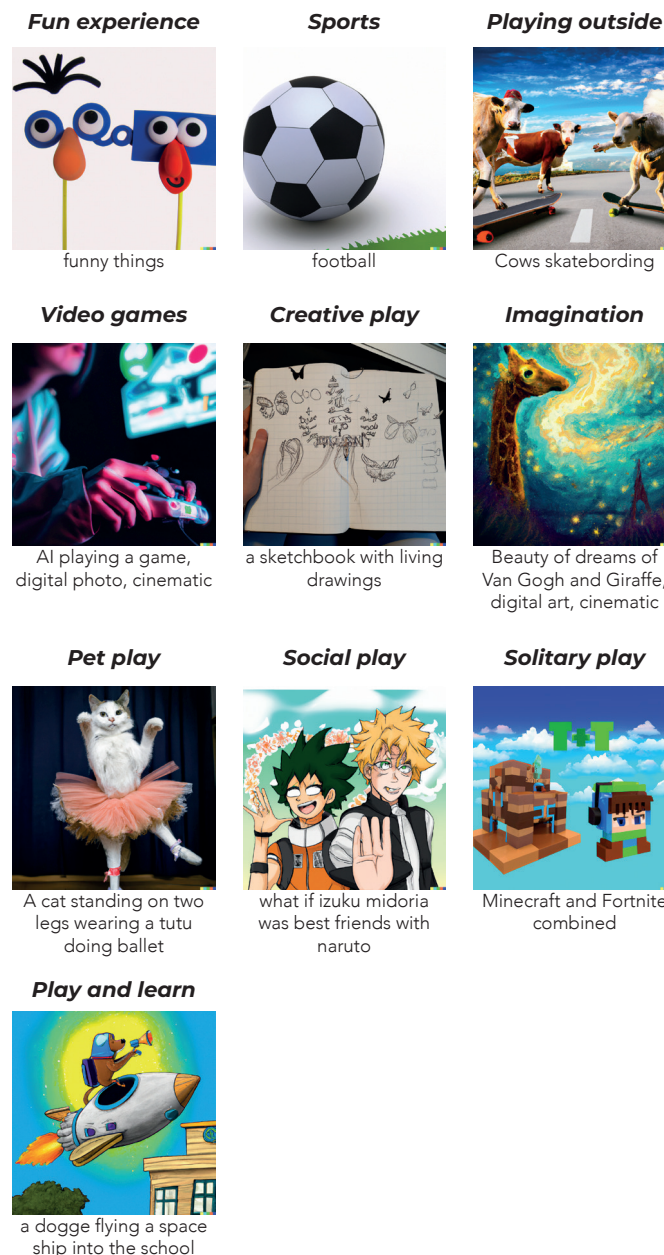 Fun experience
Sports
Playing outside
funny things
football
Cows skatebording
Video games
Creative play
Imagination
AI playing a game,
digital photo, cinematic
a sketchbook with living
drawings
Beauty of dreams of
Van Gogh and Giraffe,
digital art, cinematic
Pet play
Social play
Solitary play
T+T
A cat standing on two
legs wearing a tutu
doing ballet
what if izuku midoria
was best friends with
naruto
Minecraft and Fortnite
combined
Play and learn
a dogge flying a space
ship into the school